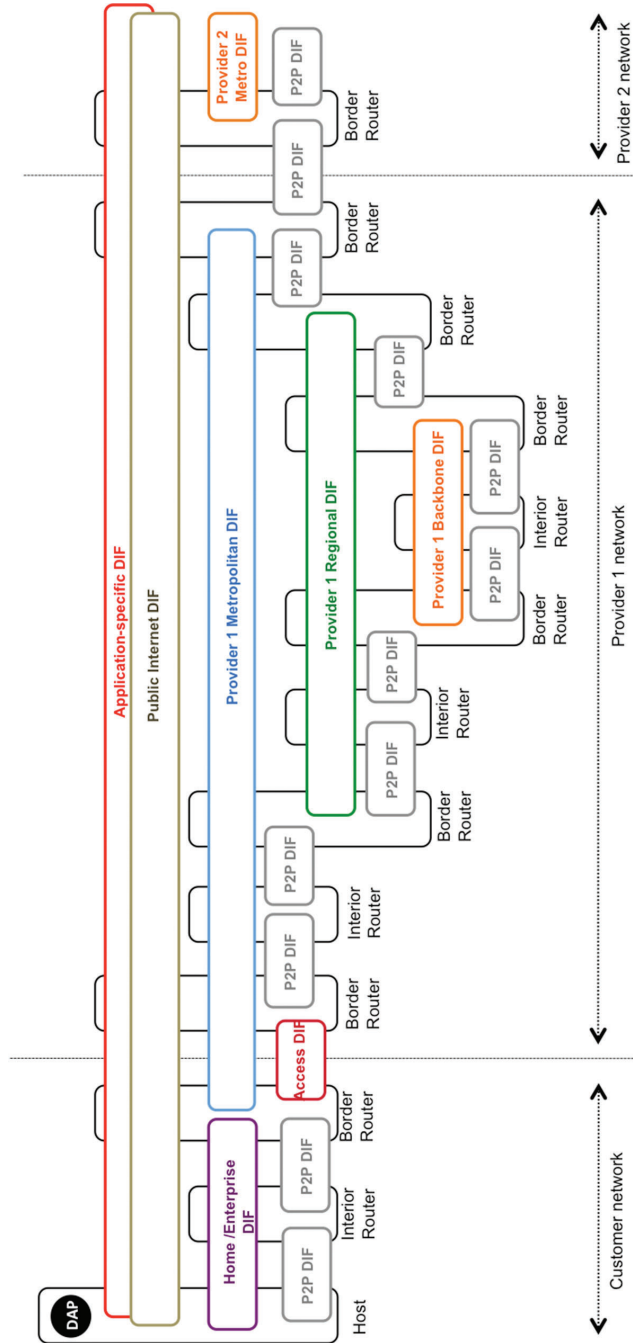 DAP
Application-specific DIF
Public Internet DIF
Home /Enterprise
DIF
Provider 1 Metropolitan DIF
Provider 2
Metro DIF
P2P DIF
P2P DIF
Access DIF
P2P DIF
P2P DIF
P2P DIF
P2P DIF
P2P DIF
Host
Interior
Router
Border
Router
Border
Router
Interior
Router
Border
Router
Border
Router
Provider 1 Regional DIF
P2P DIF
P2P DIF
P2P DIF
Border
Router
Interior
Router
Border
Router
Provider 1 Backbone DIF
P2P DIF
P2P DIF
Border
Router
Interior
Router
Border
Router
Customer network
Provider 1 network
Provider 2 network